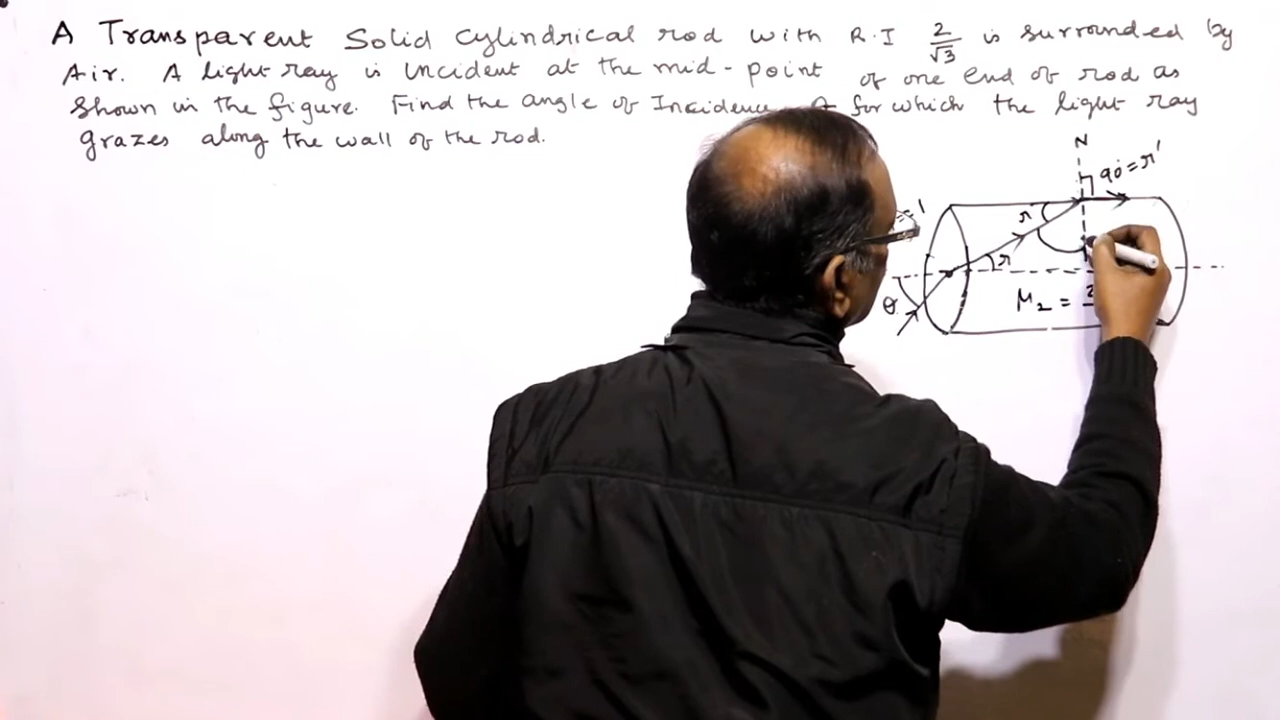 A Transparent Solid cylindrical rod with R.I 2/√3 is surrounded by
Air. A light ray is Incident at the mid-point of one end of rod as
Shown in the figure. Find the angle of Incidence for which the light ray
grazes along the wall of the rod.
N
90° = r'
r
r
θ
M2 =